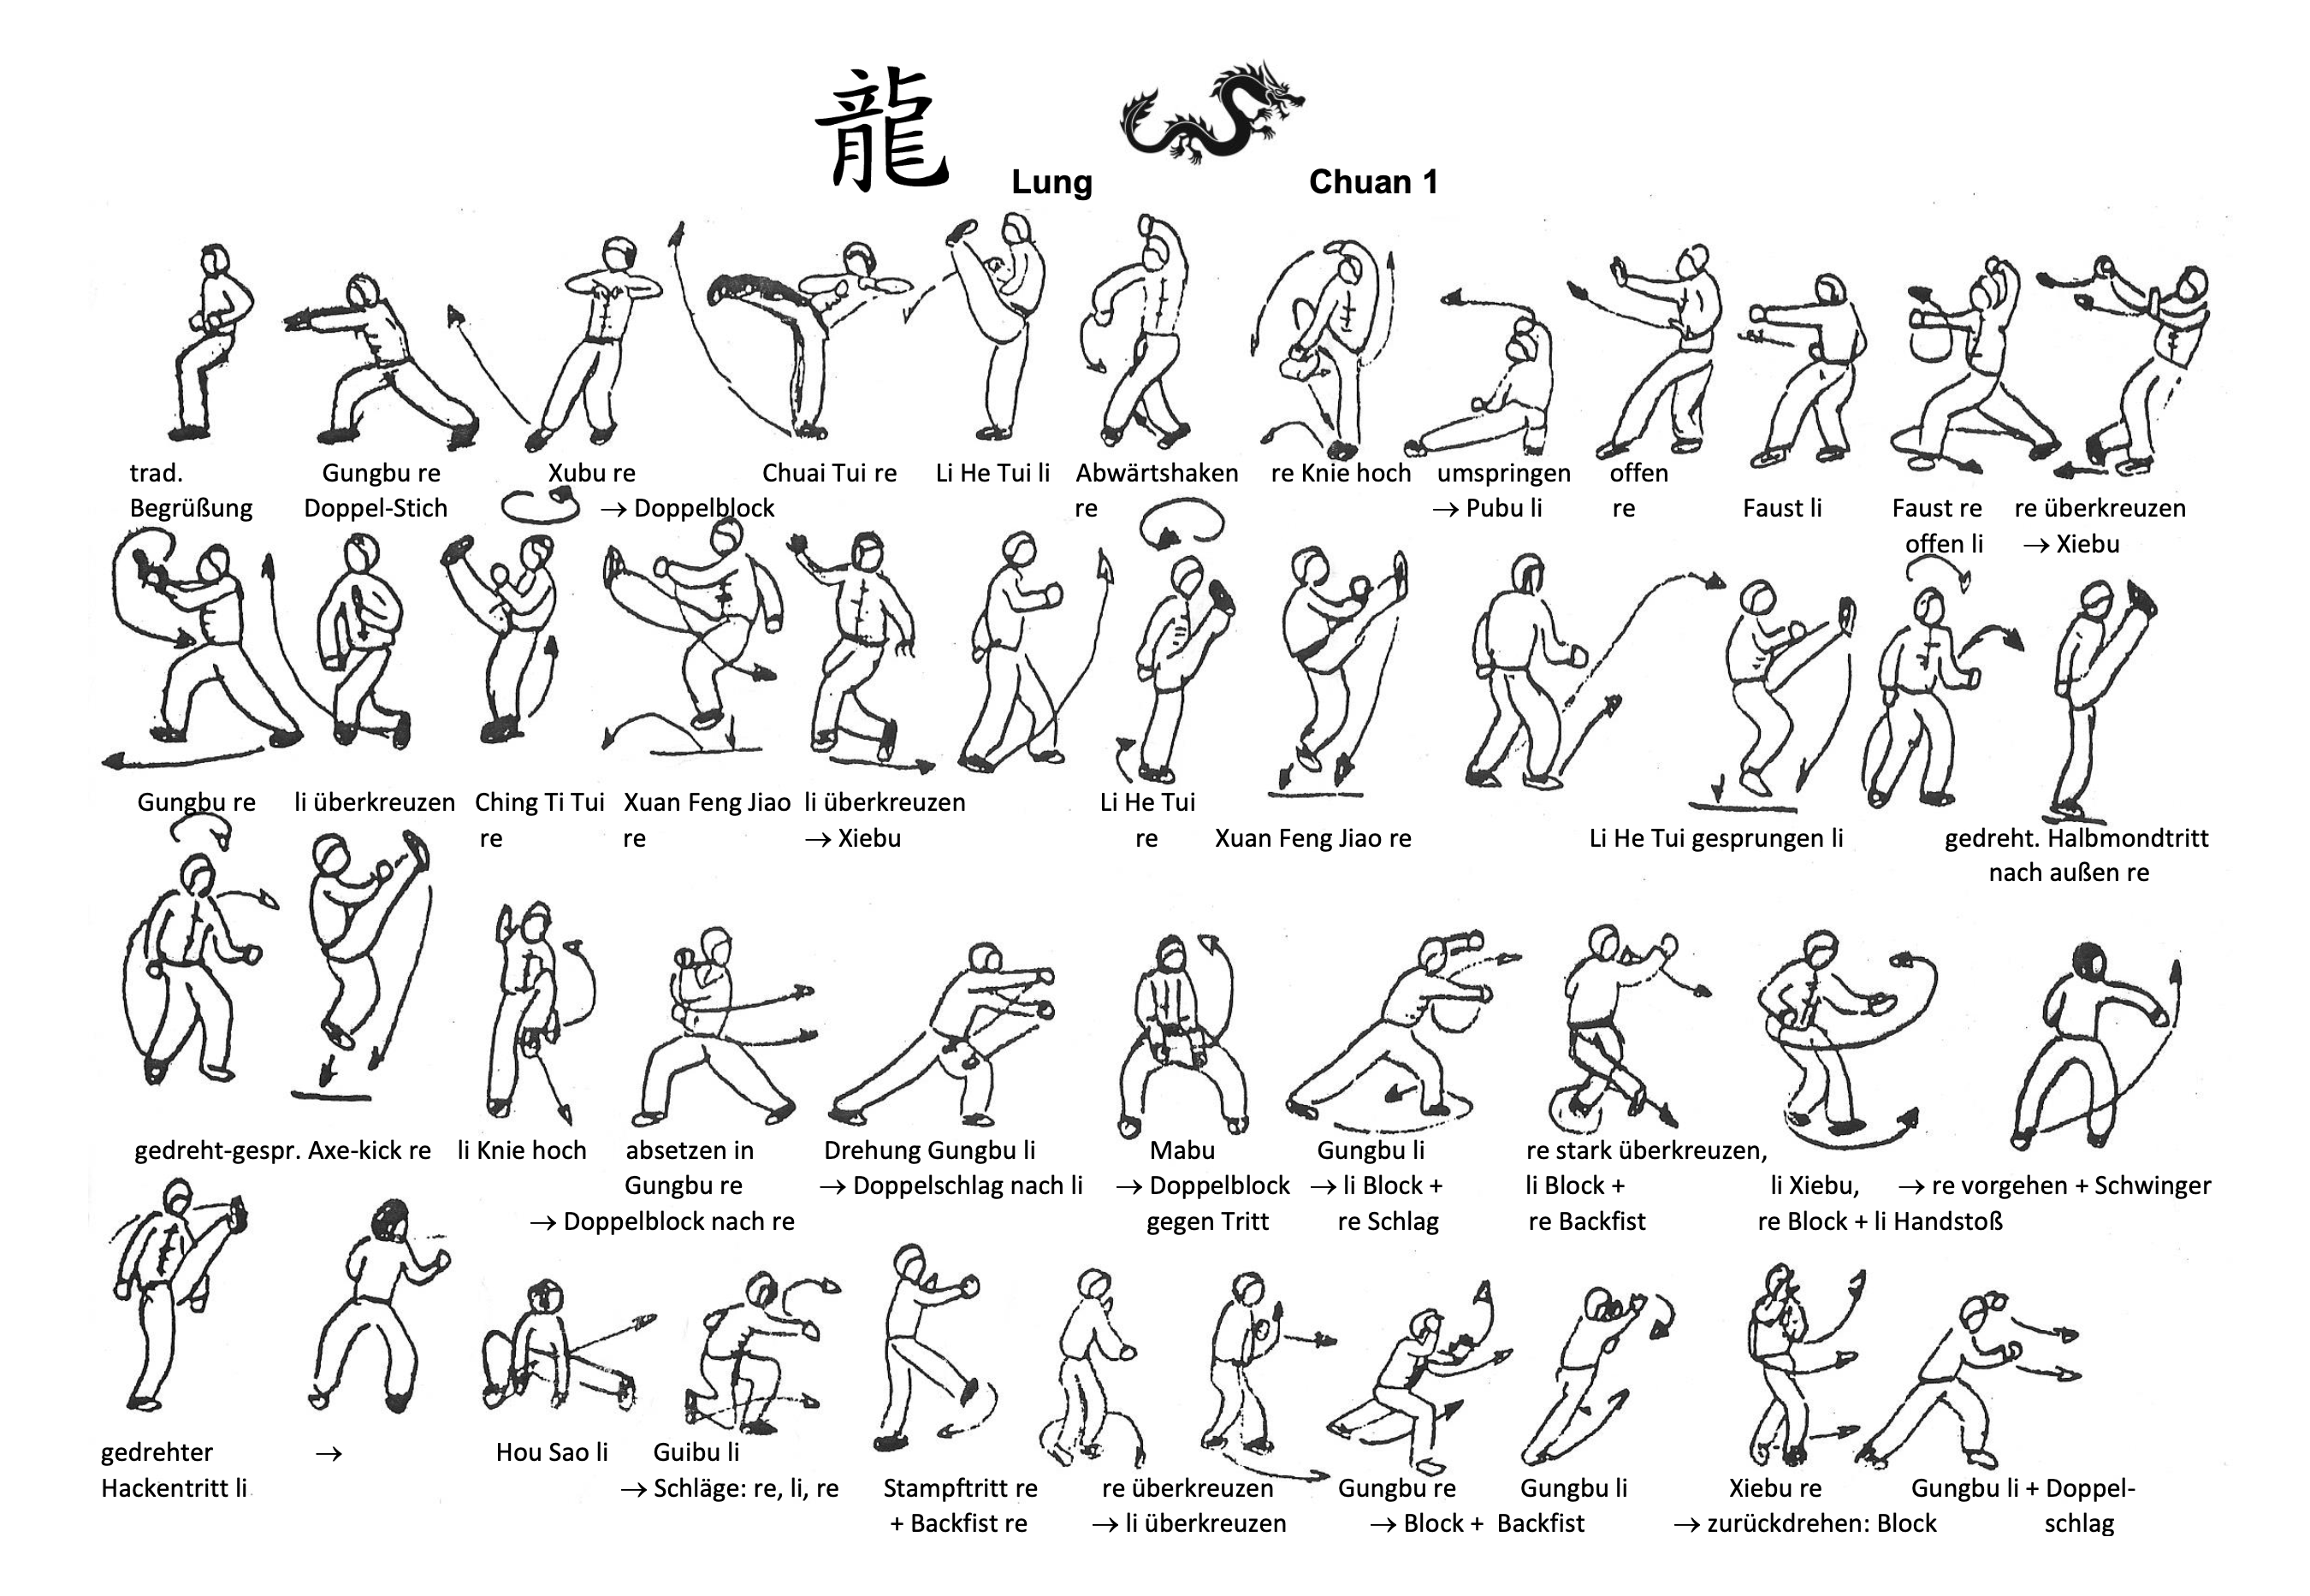 龍
Lung Chuan 1
trad. Gungbu re Xubu re Chuai Tui re Li He Tui li Abwärtshaken re Knie hoch umspringen offen
Begrüßung Doppel-Stich → Doppelblock re → Pubu li re Faust li Faust re re überkreuzen
offen li → Xiebu
Gungbu re li überkreuzen Ching Ti Tui Xuan Feng Jiao li überkreuzen Li He Tui
re re → Xiebu re Xuan Feng Jiao re Li He Tui gesprungen li gedreht. Halbmondtritt
nach außen re
gedreht-gespr. Axe-kick re li Knie hoch absetzen in Drehung Gungbu li Mabu Gungbu li re stark überkreuzen,
Gungbu re → Doppelschlag nach li → Doppelblock → li Block + li Block + li Xiebu, → re vorgehen + Schwinger
→ Doppelblock nach re gegen Tritt re Schlag re Backfist re Block + li Handstoß
gedrehter → Hou Sao li Guibu li
Hackentritt li → Schläge: re, li, re Stampftritt re re überkreuzen Gungbu re Gungbu li Xiebu re Gungbu li + Doppel-
+ Backfist re → li überkreuzen → Block + Backfist → zurückdrehen: Block schlag